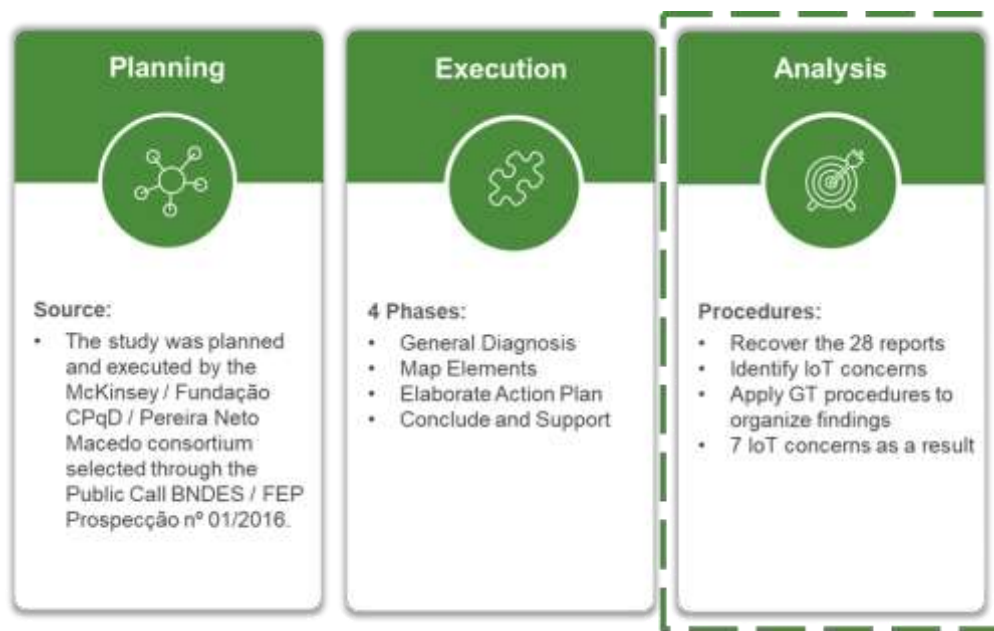 Planning
Source:
• The study was planned
and executed by the
McKinsey / Fundação
CPqD / Pereira Neto
Macedo consortium
selected through the
Public Call BNDES / FEP
Prospecção nº 01/2016.
Execution
4 Phases:
• General Diagnosis
• Map Elements
• Elaborate Action Plan
• Conclude and Support
Analysis
Procedures:
• Recover the 28 reports
• Identify IoT concerns
• Apply GT procedures to
organize findings
• 7 IoT concerns as a result